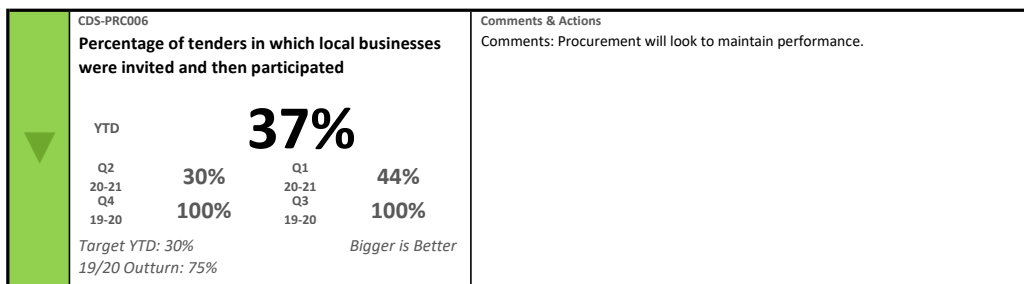 CDS-PRC006
Percentage of tenders in which local businesses
were invited and then participated
YTD 37%
Q2 20-21 30% Q1 20-21 44%
Q4 19-20 100% Q3 19-20 100%
Target YTD: 30% Bigger is Better
19/20 Outturn: 75%
Comments & Actions
Comments: Procurement will look to maintain performance.